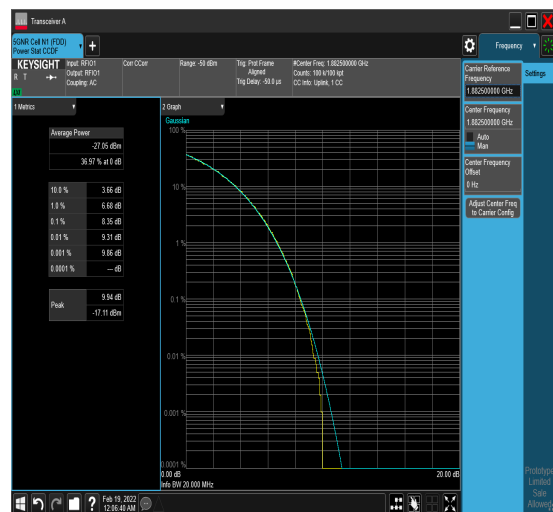 Transceiver A
5GNR Cell N1 (FDD)
Power Stat CCDF
Frequency
KEYSIGHT
R T
LV
Input: RFIO1
Output: RFIO1
Coupling: AC
Corr CCorr
Range: -50 dBm
Trig: Prdt Frame
Aligned
Trig Delay: -50.0 µs
#Center Freq: 1.882500000 GHz
Counts: 100 k/100 kpt
CC Info: Uplink, 1 CC
Carrier Reference
Frequency
1.882500000 GHz
Settings
Center Frequency
1.882500000 GHz
Auto
Man
Center Frequency
Offset
0 Hz
Adjust Center Freq
to Carrier Config
1 Metrics
Average Power
-27.05 dBm
36.97 % at 0 dB
10.0 % 3.66 dB
1.0 % 6.68 dB
0.1 % 8.35 dB
0.01 % 9.31 dB
0.001 % 9.86 dB
0.0001 % --- dB
Peak 9.94 dB
-17.11 dBm
2 Graph
Gaussian
100 %
10 %
1 %
0.1 %
0.01 %
0.001 %
0.0001 %
0.00 dB 20.00 dB
Info BW 20.000 MHz
Feb 19, 2022
12:06:40 AM
Prototype
Limited
Sale
Allowed